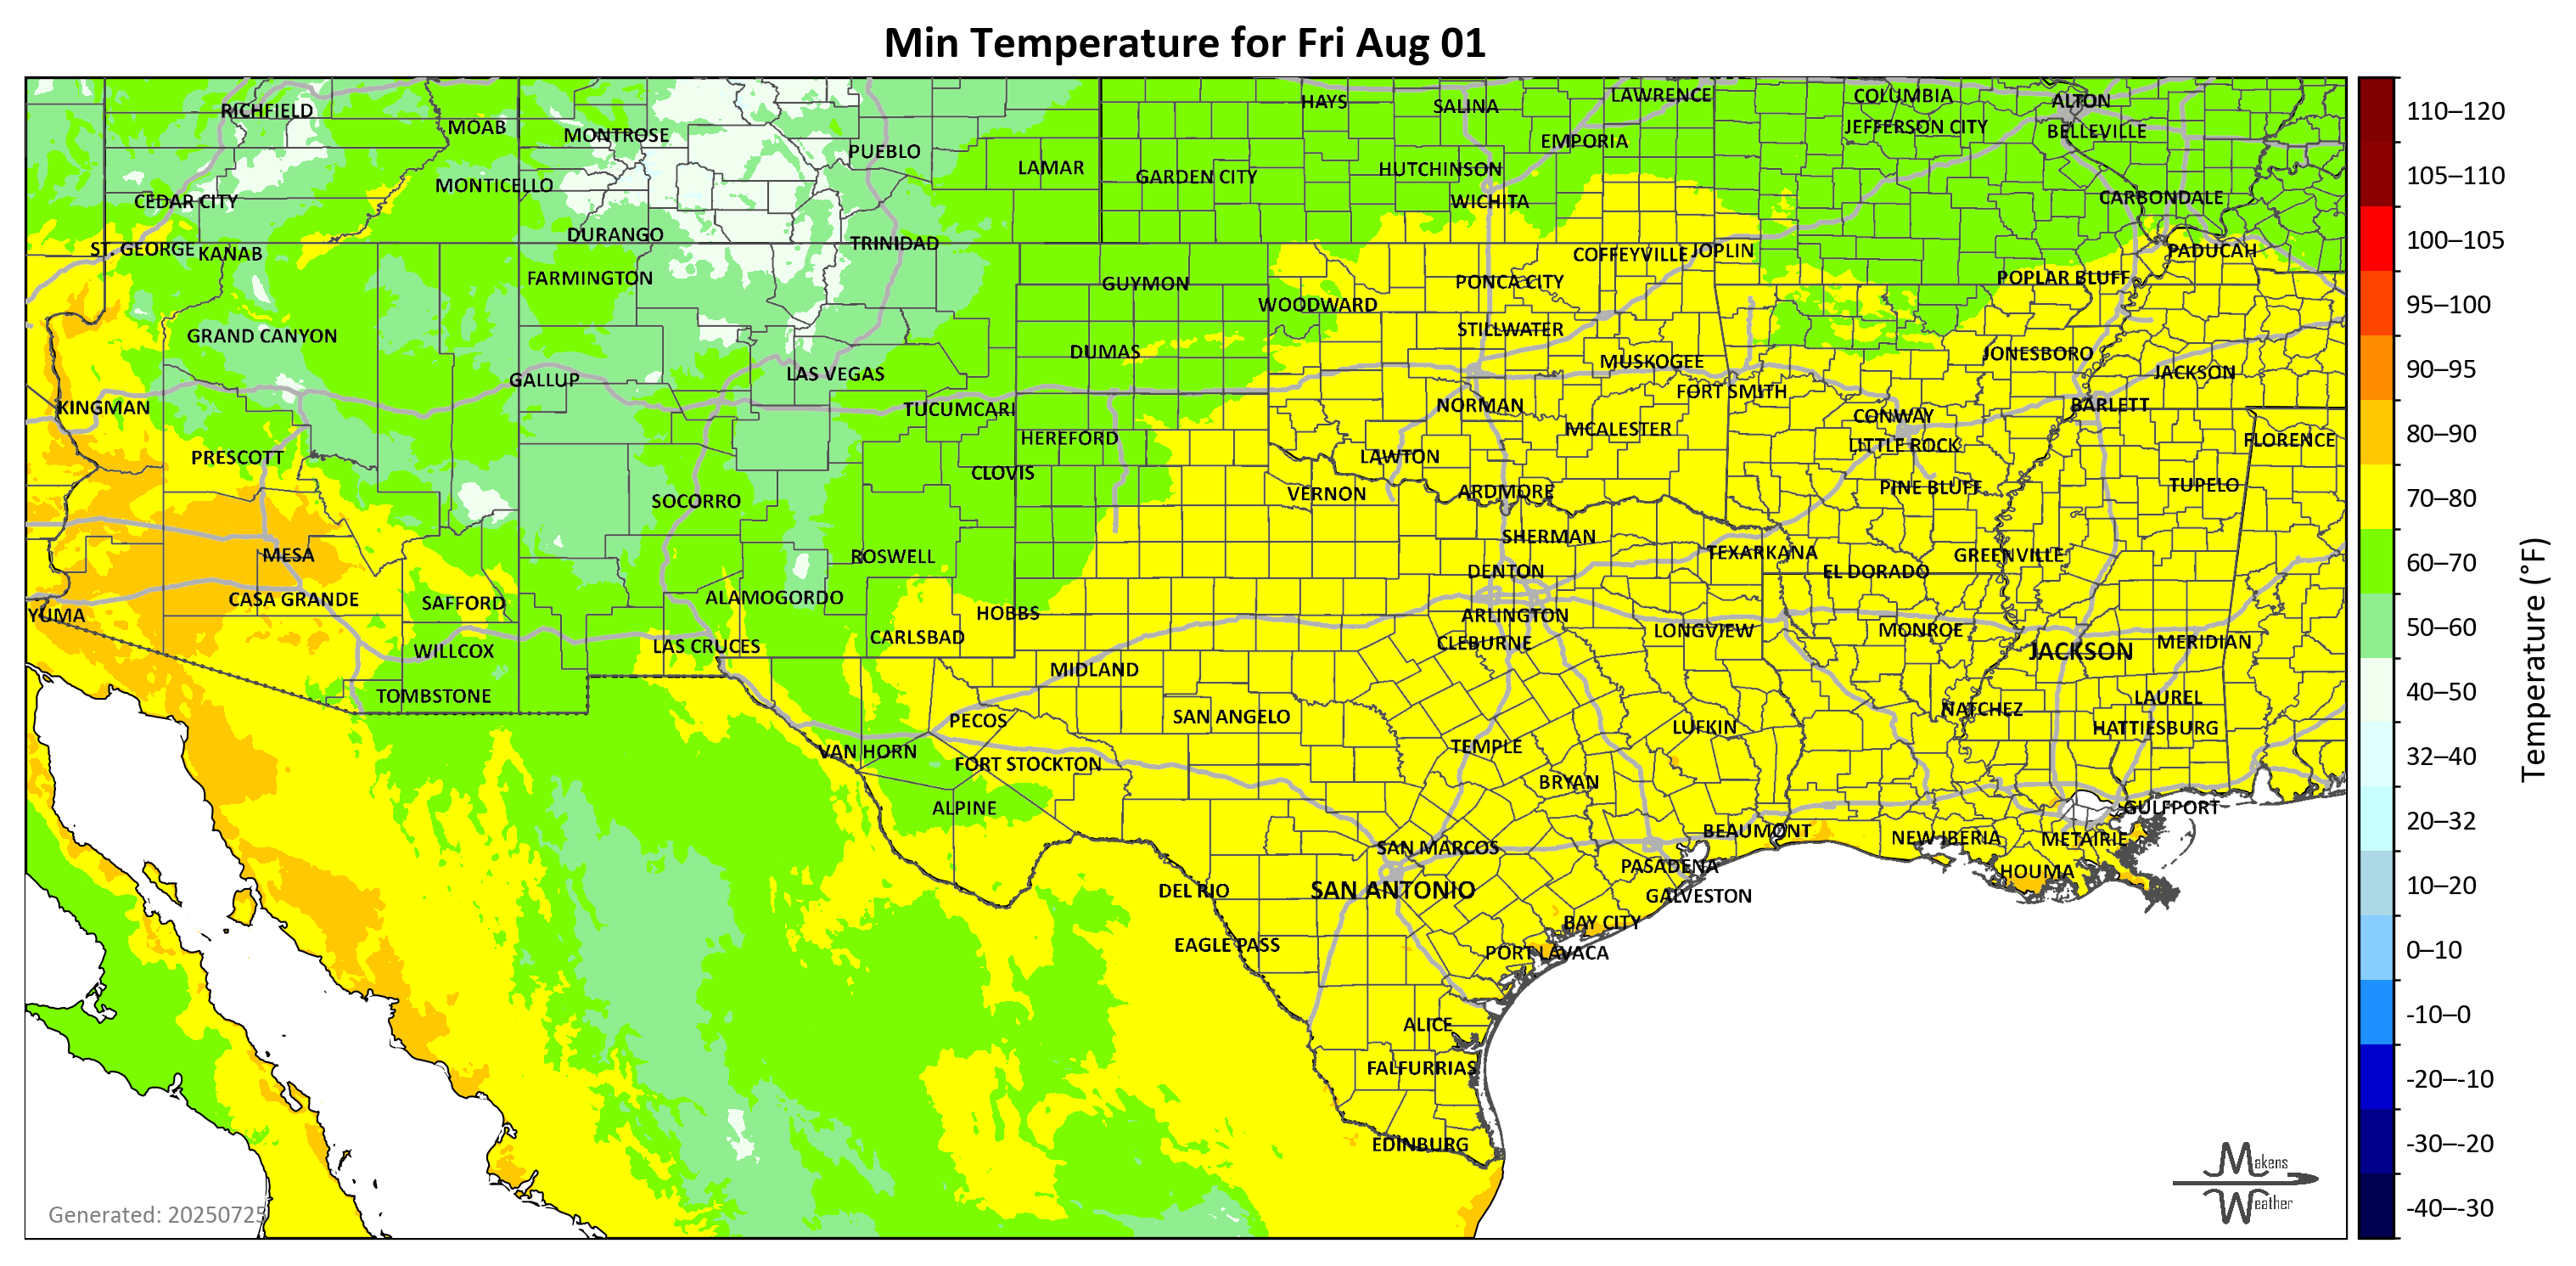 Min Temperature for Fri Aug 01
RICHFIELD
MOAB
MONTROSE
PUEBLO
LAMAR
HAYS
SALINA
LAWRENCE
COLUMBIA
ALTON
JEFFERSON CITY
BELLEVILLE
EMPORIA
GARDEN CITY
HUTCHINSON
WICHITA
CARBONDALE
MONTICELLO
CEDAR CITY
DURANGO
TRINIDAD
ST. GEORGE
KANAB
FARMINGTON
GUYMON
COFFEYVILLE
JOPLIN
PADUCAH
PONCA CITY
POPLAR BLUFF
WOODWARD
GRAND CANYON
STILLWATER
DUMAS
MUSKOGEE
JONESBORO
JACKSON
GALLUP
LAS VEGAS
FORT SMITH
KINGMAN
TUCUMCARI
NORMAN
CONWAY
BARLETT
HEREFORD
MCALESTER
LITTLE ROCK
FLORENCE
PRESCOTT
CLOVIS
LAWTON
SOCORRO
VERNON
ARDMORE
PINE BLUFF
TUPELO
MESA
ROSWELL
SHERMAN
TEXARKANA
GREENVILLE
DENTON
EL DORADO
CASA GRANDE
SAFFORD
ALAMOGORDO
YUMA
HOBBS
ARLINGTON
WILLCOX
LAS CRUCES
CARLSBAD
CLEBURNE
LONGVIEW
MONROE
JACKSON
MERIDIAN
MIDLAND
TOMBSTONE
PECOS
SAN ANGELO
NATCHEZ
LAUREL
LUFKIN
HATTIESBURG
VAN HORN
FORT STOCKTON
TEMPLE
BRYAN
ALPINE
GULFPORT
SAN MARCOS
BEAUMONT
NEW IBERIA
METAIRIE
PASADENA
HOUMA
DEL RIO
SAN ANTONIO
GALVESTON
BAY CITY
EAGLE PASS
PORT LAVACA
ALICE
FALFURRIAS
EDINBURG
Generated: 20250725
Makens
Weather
110–120
105–110
100–105
95–100
90–95
80–90
70–80
60–70
50–60
40–50
32–40
20–32
10–20
0–10
-10–0
-20–-10
-30–-20
-40–-30
Temperature (°F)